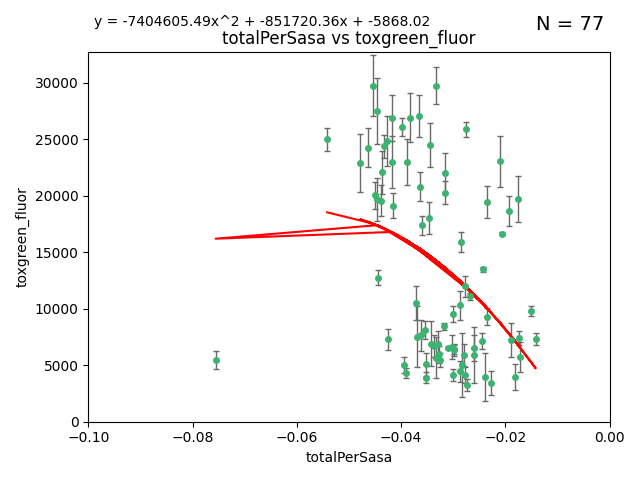 y = -7404605.49x^2 + -851720.36x + -5868.02
N = 77
totalPerSasa vs toxgreen_fluor
toxgreen_fluor
30000
25000
20000
15000
10000
5000
0
−0.10
−0.08
−0.06
−0.04
−0.02
0.00
totalPerSasa